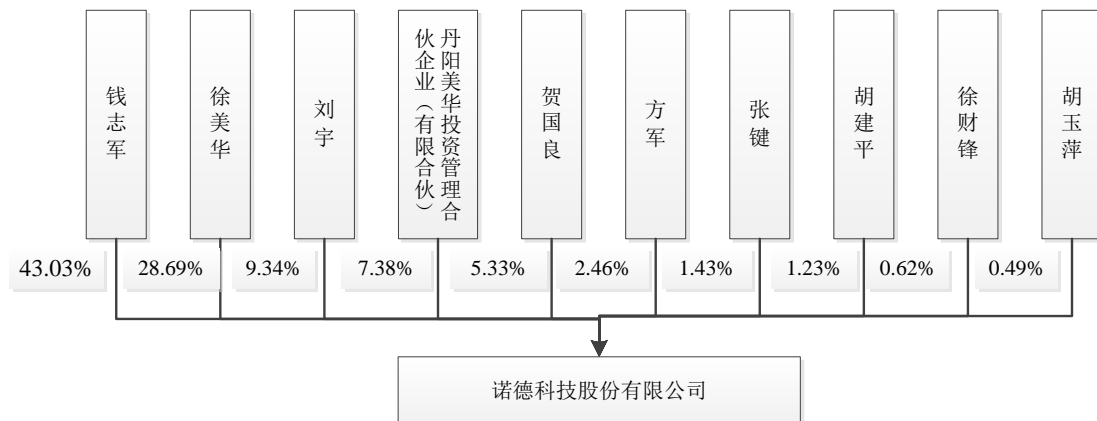 钱志军
徐美华
刘宇
丹阳美华投资管理合
伙企业（有限合伙）
贺国良
方军
张键
胡建平
徐财锋
胡玉萍
43.03%
28.69%
9.34%
7.38%
5.33%
2.46%
1.43%
1.23%
0.62%
0.49%
诺德科技股份有限公司